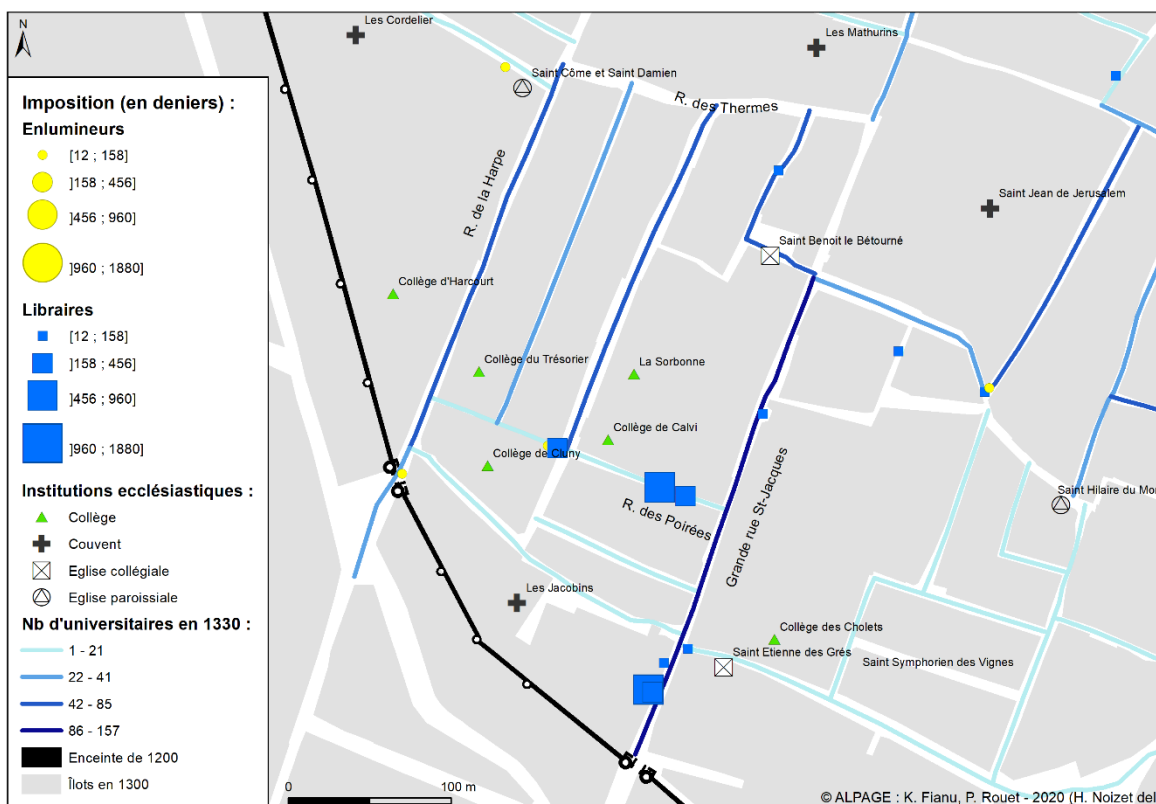 N
Imposition (en deniers) :
Enlumineurs
[12 ; 158]
]158 ; 456]
]456 ; 960]
]960 ; 1880]
Libraires
[12 ; 158]
]158 ; 456]
]456 ; 960]
]960 ; 1880]
Institutions ecclésiastiques :
Collège
Couvent
Eglise collégiale
Eglise paroissiale
Nb d'universitaires en 1330 :
1 - 21
22 - 41
42 - 85
86 - 157
Enceinte de 1200
Îlots en 1300
Les Cordelier
Les Mathurins
Saint Côme et Saint Damien
R. des Thermes
R. de la Harpe
Saint Jean de Jerusalem
Saint Benoit le Bétourné
Collège d'Harcourt
Collège du Trésorier
La Sorbonne
Collège de Calvi
Collège de Cluny
R. des Poirées
Grande rue St-Jacques
Saint Hilaire du Mon
Les Jacobins
Collège des Cholets
Saint Etienne des Grés
Saint Symphorien des Vignes
0 100 m
© ALPAGE : K. Fianu, P. Rouet - 2020 (H. Noizet del